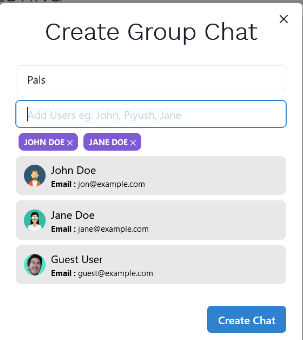 Create Group Chat
Pals
Add Users eg: John, Piyush, Jane
JOHN DOE × JANE DOE ×
John Doe
Email : jon@example.com
Jane Doe
Email : jane@example.com
Guest User
Email : guest@example.com
Create Chat